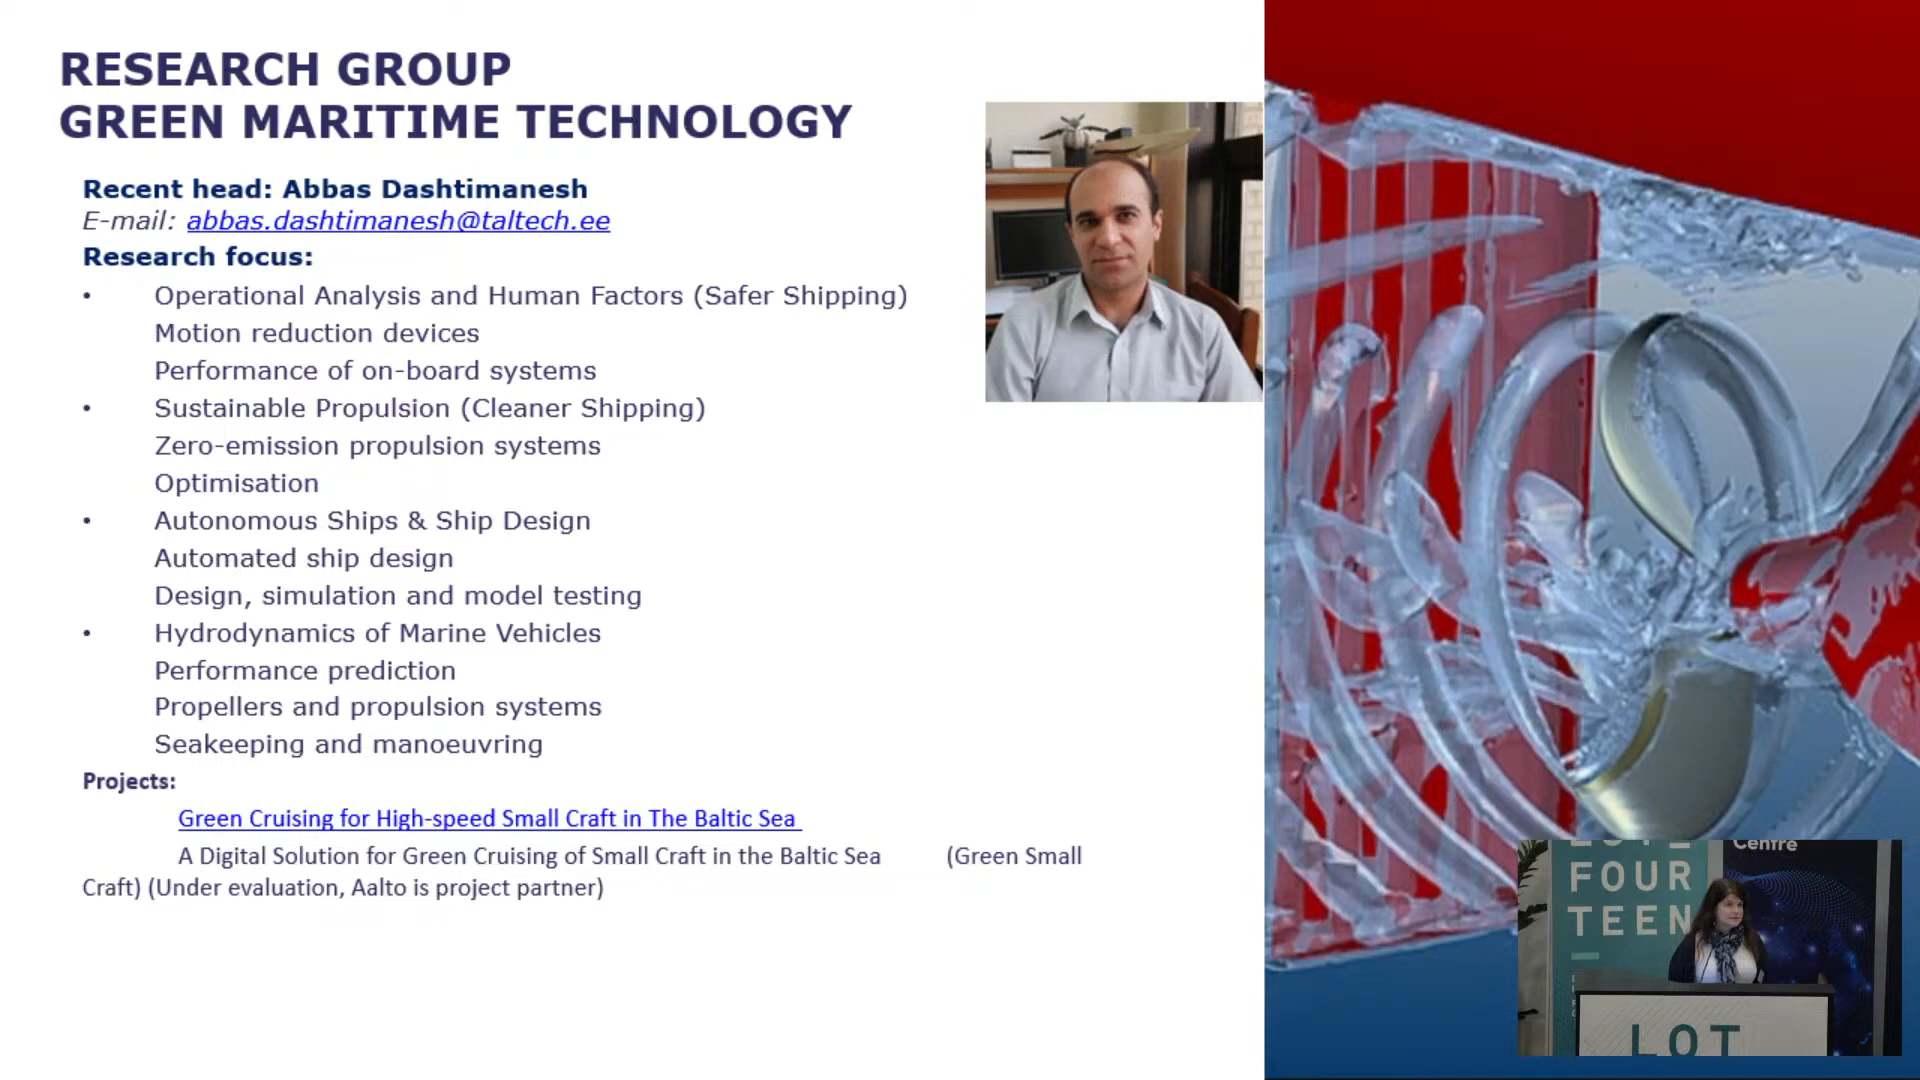 RESEARCH GROUP
GREEN MARITIME TECHNOLOGY
Recent head: Abbas Dashtimanesh
E-mail: abbas.dashtimanesh@taltech.ee
Research focus:
• Operational Analysis and Human Factors (Safer Shipping)
Motion reduction devices
Performance of on-board systems
• Sustainable Propulsion (Cleaner Shipping)
Zero-emission propulsion systems
Optimisation
• Autonomous Ships & Ship Design
Automated ship design
Design, simulation and model testing
• Hydrodynamics of Marine Vehicles
Performance prediction
Propellers and propulsion systems
Seakeeping and manoeuvring
Projects:
Green Cruising for High-speed Small Craft in The Baltic Sea
A Digital Solution for Green Cruising of Small Craft in the Baltic Sea (Green Small
Craft) (Under evaluation, Aalto is project partner)
Centre
FOUR
TEEN
LOT